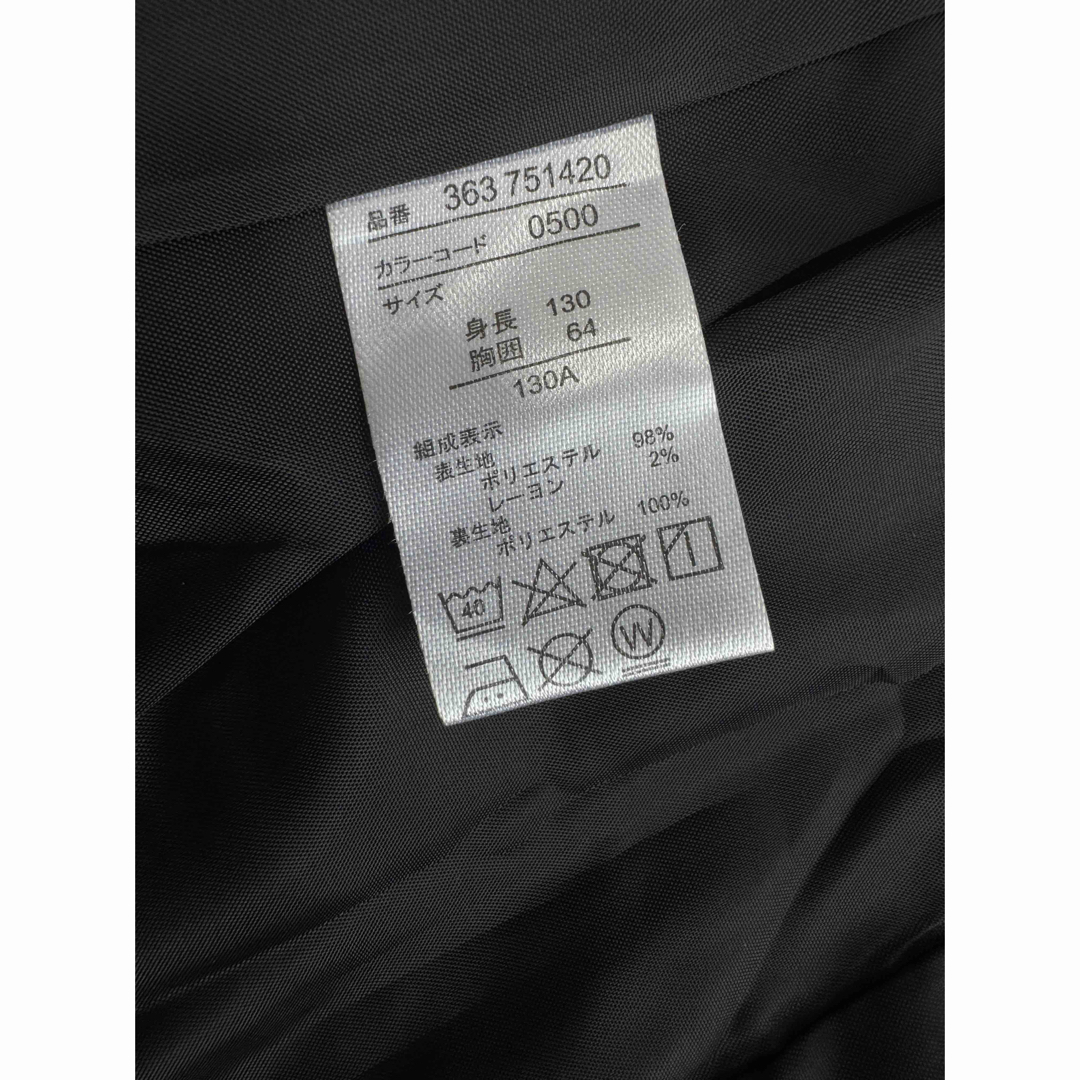 品番 363 751420
カラーコード 0500
サイズ
身長 130
胸囲 64
130A
組成表示
表生地
ポリエステル 98%
レーヨン 2%
裏生地
ポリエステル 100%
40
W